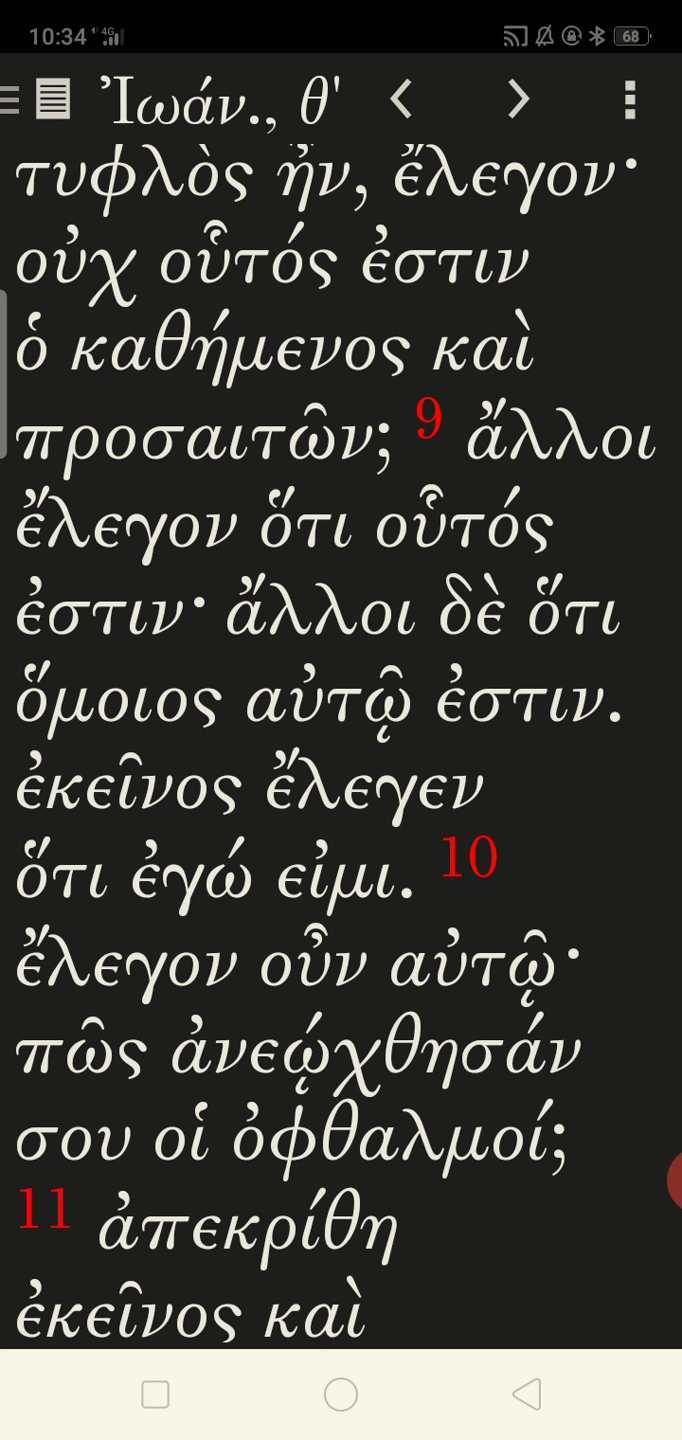 10:34 4G 68
Ἰωάν., θ'
τυφλὸς ἦν, ἔλεγον·
οὐχ οὗτός ἐστιν
ὁ καθήμενος καὶ
προσαιτῶν; 9 ἄλλοι
ἔλεγον ὅτι οὗτός
ἐστιν· ἄλλοι δὲ ὅτι
ὅμοιος αὐτῷ ἐστιν.
ἐκεῖνος ἔλεγεν
ὅτι ἐγώ εἰμι. 10
ἔλεγον οὖν αὐτῷ·
πῶς ἀνεῴχθησάν
σου οἱ ὀφθαλμοί;
11 ἀπεκρίθη
ἐκεῖνος καὶ